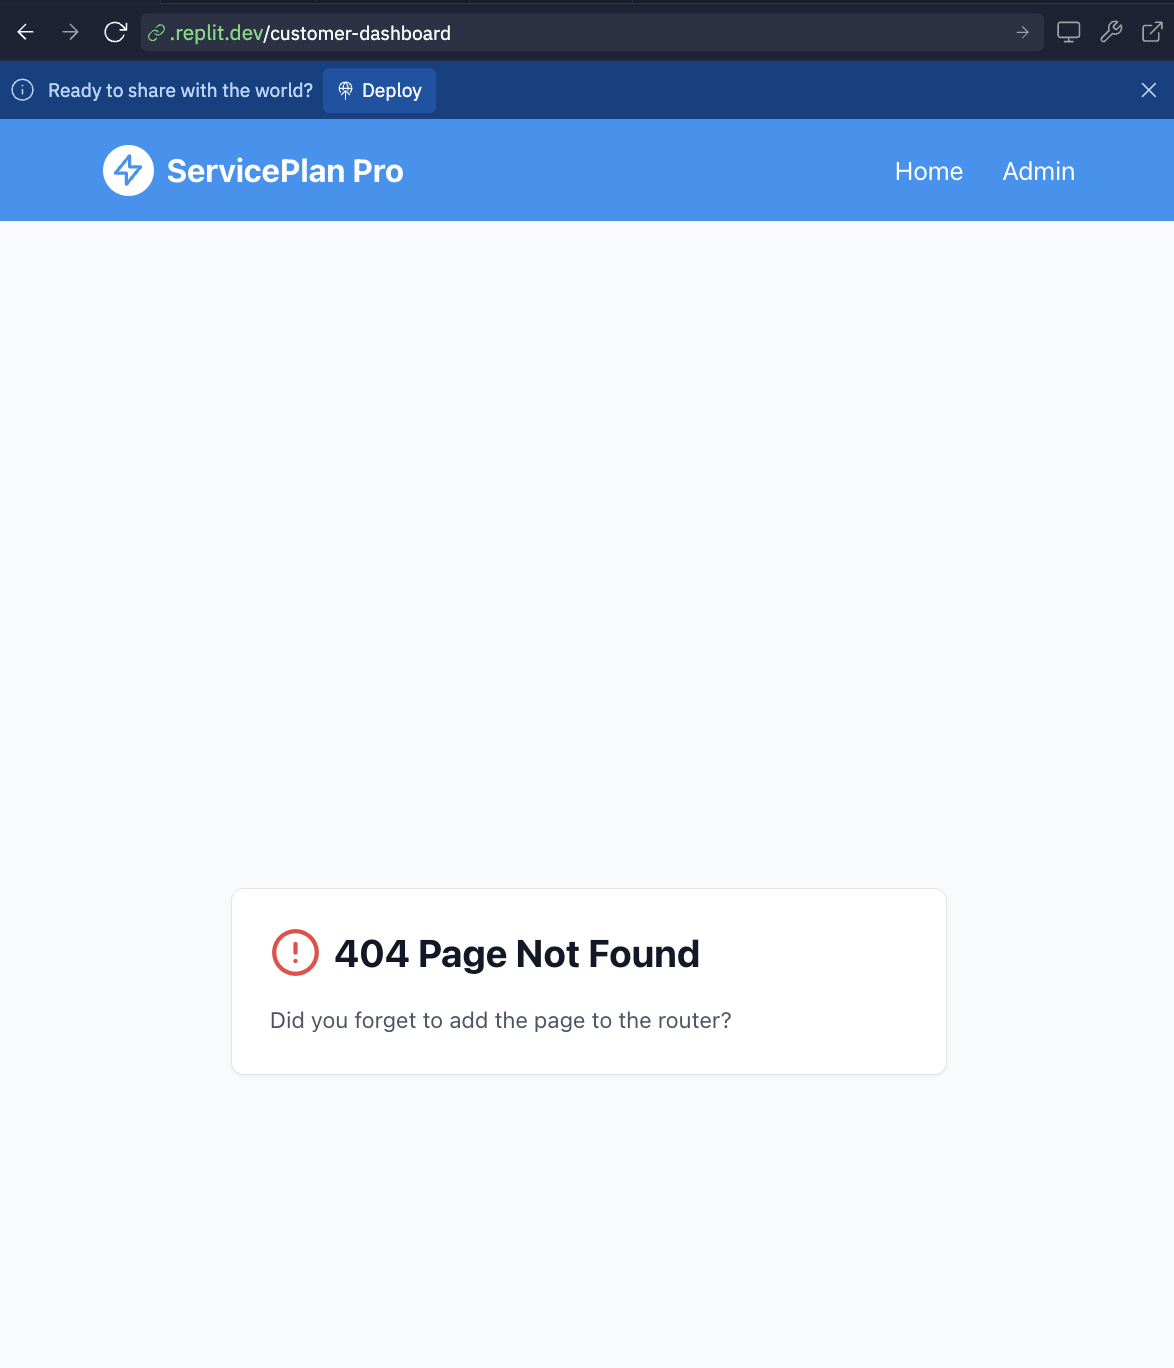 .replit.dev/customer-dashboard
Ready to share with the world? Deploy
ServicePlan Pro Home Admin
404 Page Not Found
Did you forget to add the page to the router?